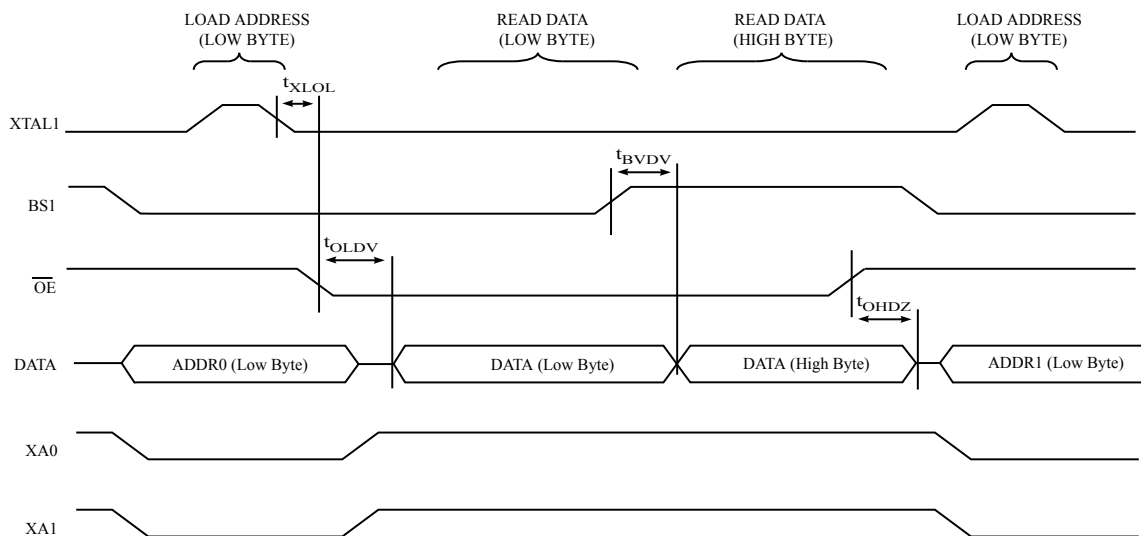 LOAD ADDRESS
(LOW BYTE)
READ DATA
(LOW BYTE)
READ DATA
(HIGH BYTE)
LOAD ADDRESS
(LOW BYTE)
tXLOL
XTAL1
tBVDV
BS1
tOLDV
OE
tOHDZ
DATA
ADDR0 (Low Byte)
DATA (Low Byte)
DATA (High Byte)
ADDR1 (Low Byte)
XA0
XA1